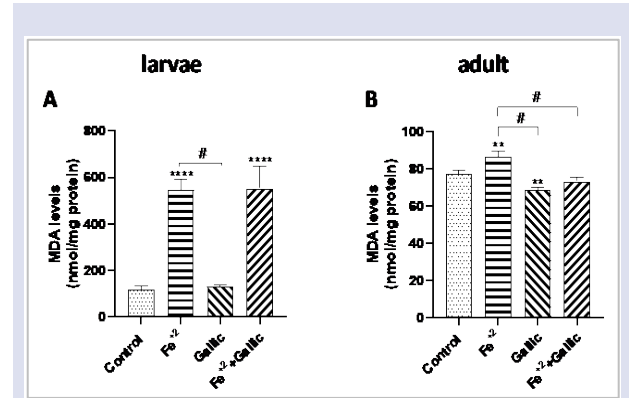 larvae
adult
A
B
MDA levels
(nmol/mg protein)
800
600
400
200
0
****
#
****
Control
Fe+2
Gallic
Fe+2+Gallic
MDA levels
(nmol/mg protein)
100
80
60
40
20
0
#
#
**
**
Control
Fe+2
Gallic
Fe+2+Gallic